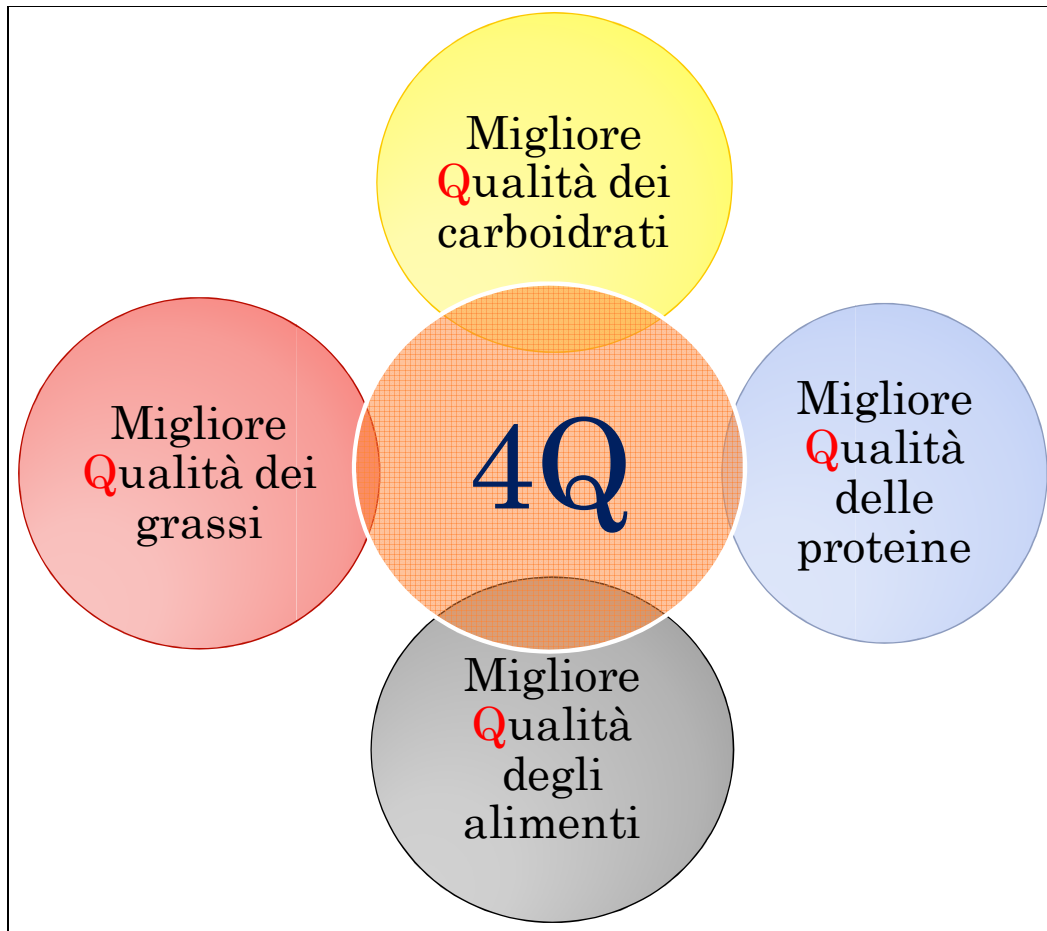 Migliore
Qualità dei
carboidrati
Migliore
Qualità dei
grassi
4Q
Migliore
Qualità
delle
proteine
Migliore
Qualità
degli
alimenti